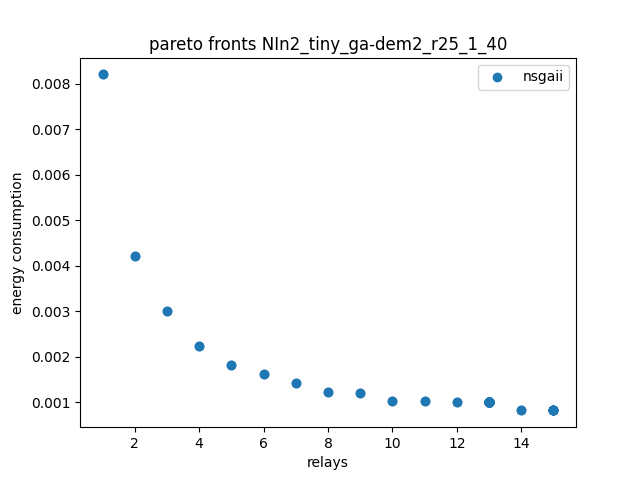 pareto fronts NIn2_tiny_ga-dem2_r25_1_40
nsgaii
0.008
0.007
0.006
0.005
0.004
0.003
0.002
0.001
energy consumption
2 4 6 8 10 12 14
relays